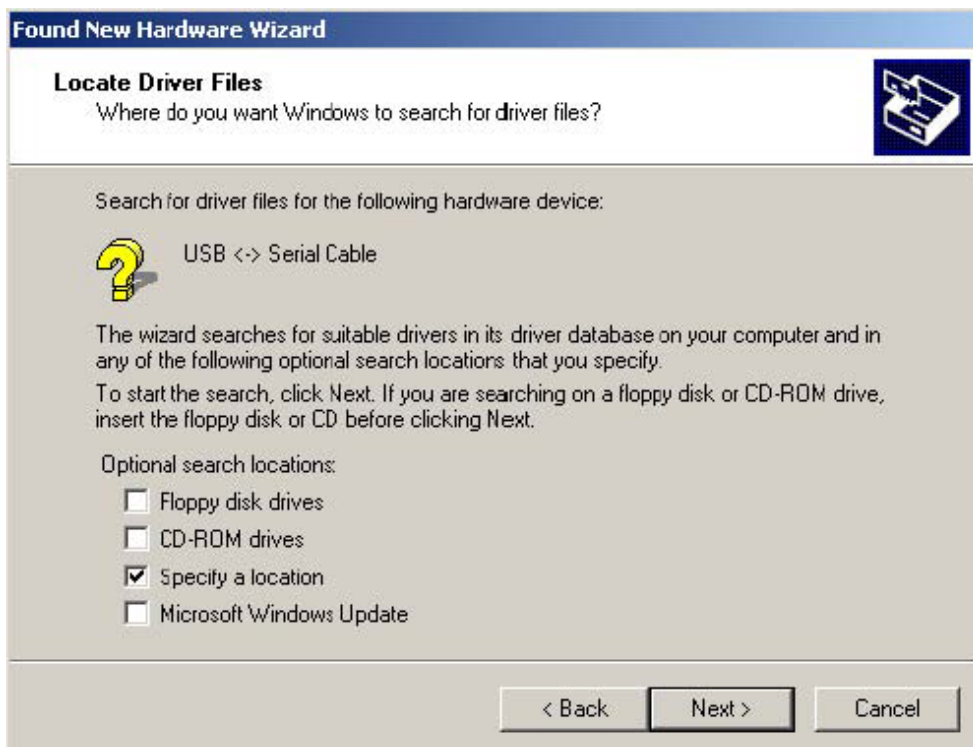 Found New Hardware Wizard
Locate Driver Files
Where do you want Windows to search for driver files?
Search for driver files for the following hardware device:
USB <-> Serial Cable
The wizard searches for suitable drivers in its driver database on your computer and in
any of the following optional search locations that you specify.
To start the search, click Next. If you are searching on a floppy disk or CD-ROM drive,
insert the floppy disk or CD before clicking Next.
Optional search locations:
Floppy disk drives
CD-ROM drives
Specify a location
Microsoft Windows Update
< Back Next > Cancel